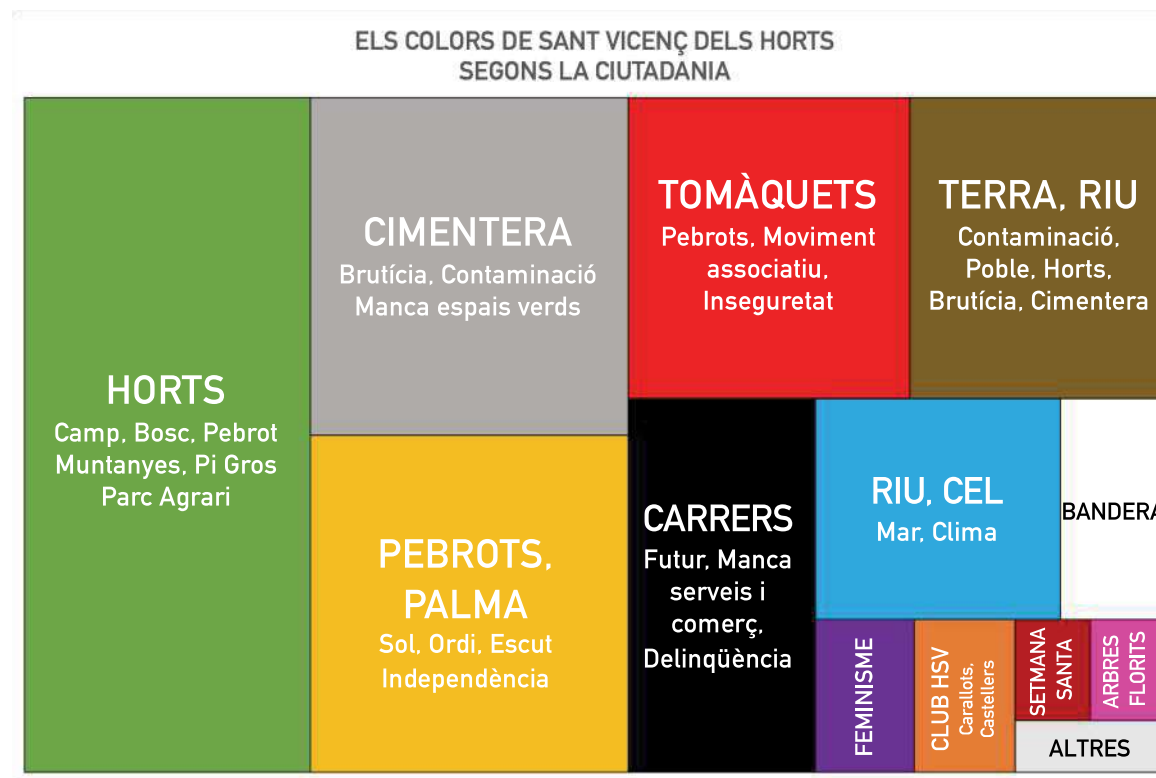 ELS COLORS DE SANT VICENÇ DELS HORTS
SEGONS LA CIUTADANIA
HORTS
Camp, Bosc, Pebrot
Muntanyes, Pi Gros
Parc Agrari
CIMENTERA
Brutícia, Contaminació
Manca espais verds
PEBROTS,
PALMA
Sol, Ordi, Escut
Independència
TOMÀQUETS
Pebrots, Moviment
associatiu,
Inseguretat
TERRA, RIU
Contaminació,
Poble, Horts,
Brutícia, Cimentera
CARRERS
Futur, Manca
serveis i
comerç,
Delinqüència
RIU, CEL
Mar, Clima
BANDERA
FEMINISME
CLUB HSV
Carallots,
Castellers
SETMANA
SANTA
ARBRES
FLORITS
ALTRES